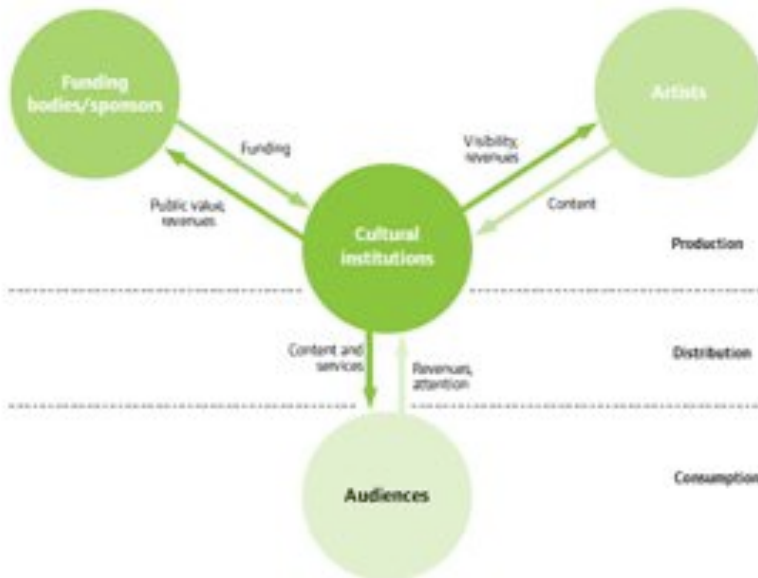 Funding
bodies/sponsors
Artists
Funding
Visibility,
revenues
Public value,
revenues
Content
Cultural
institutions
Production
Content and
services
Revenues,
attention
Distribution
Audiences
Consumption